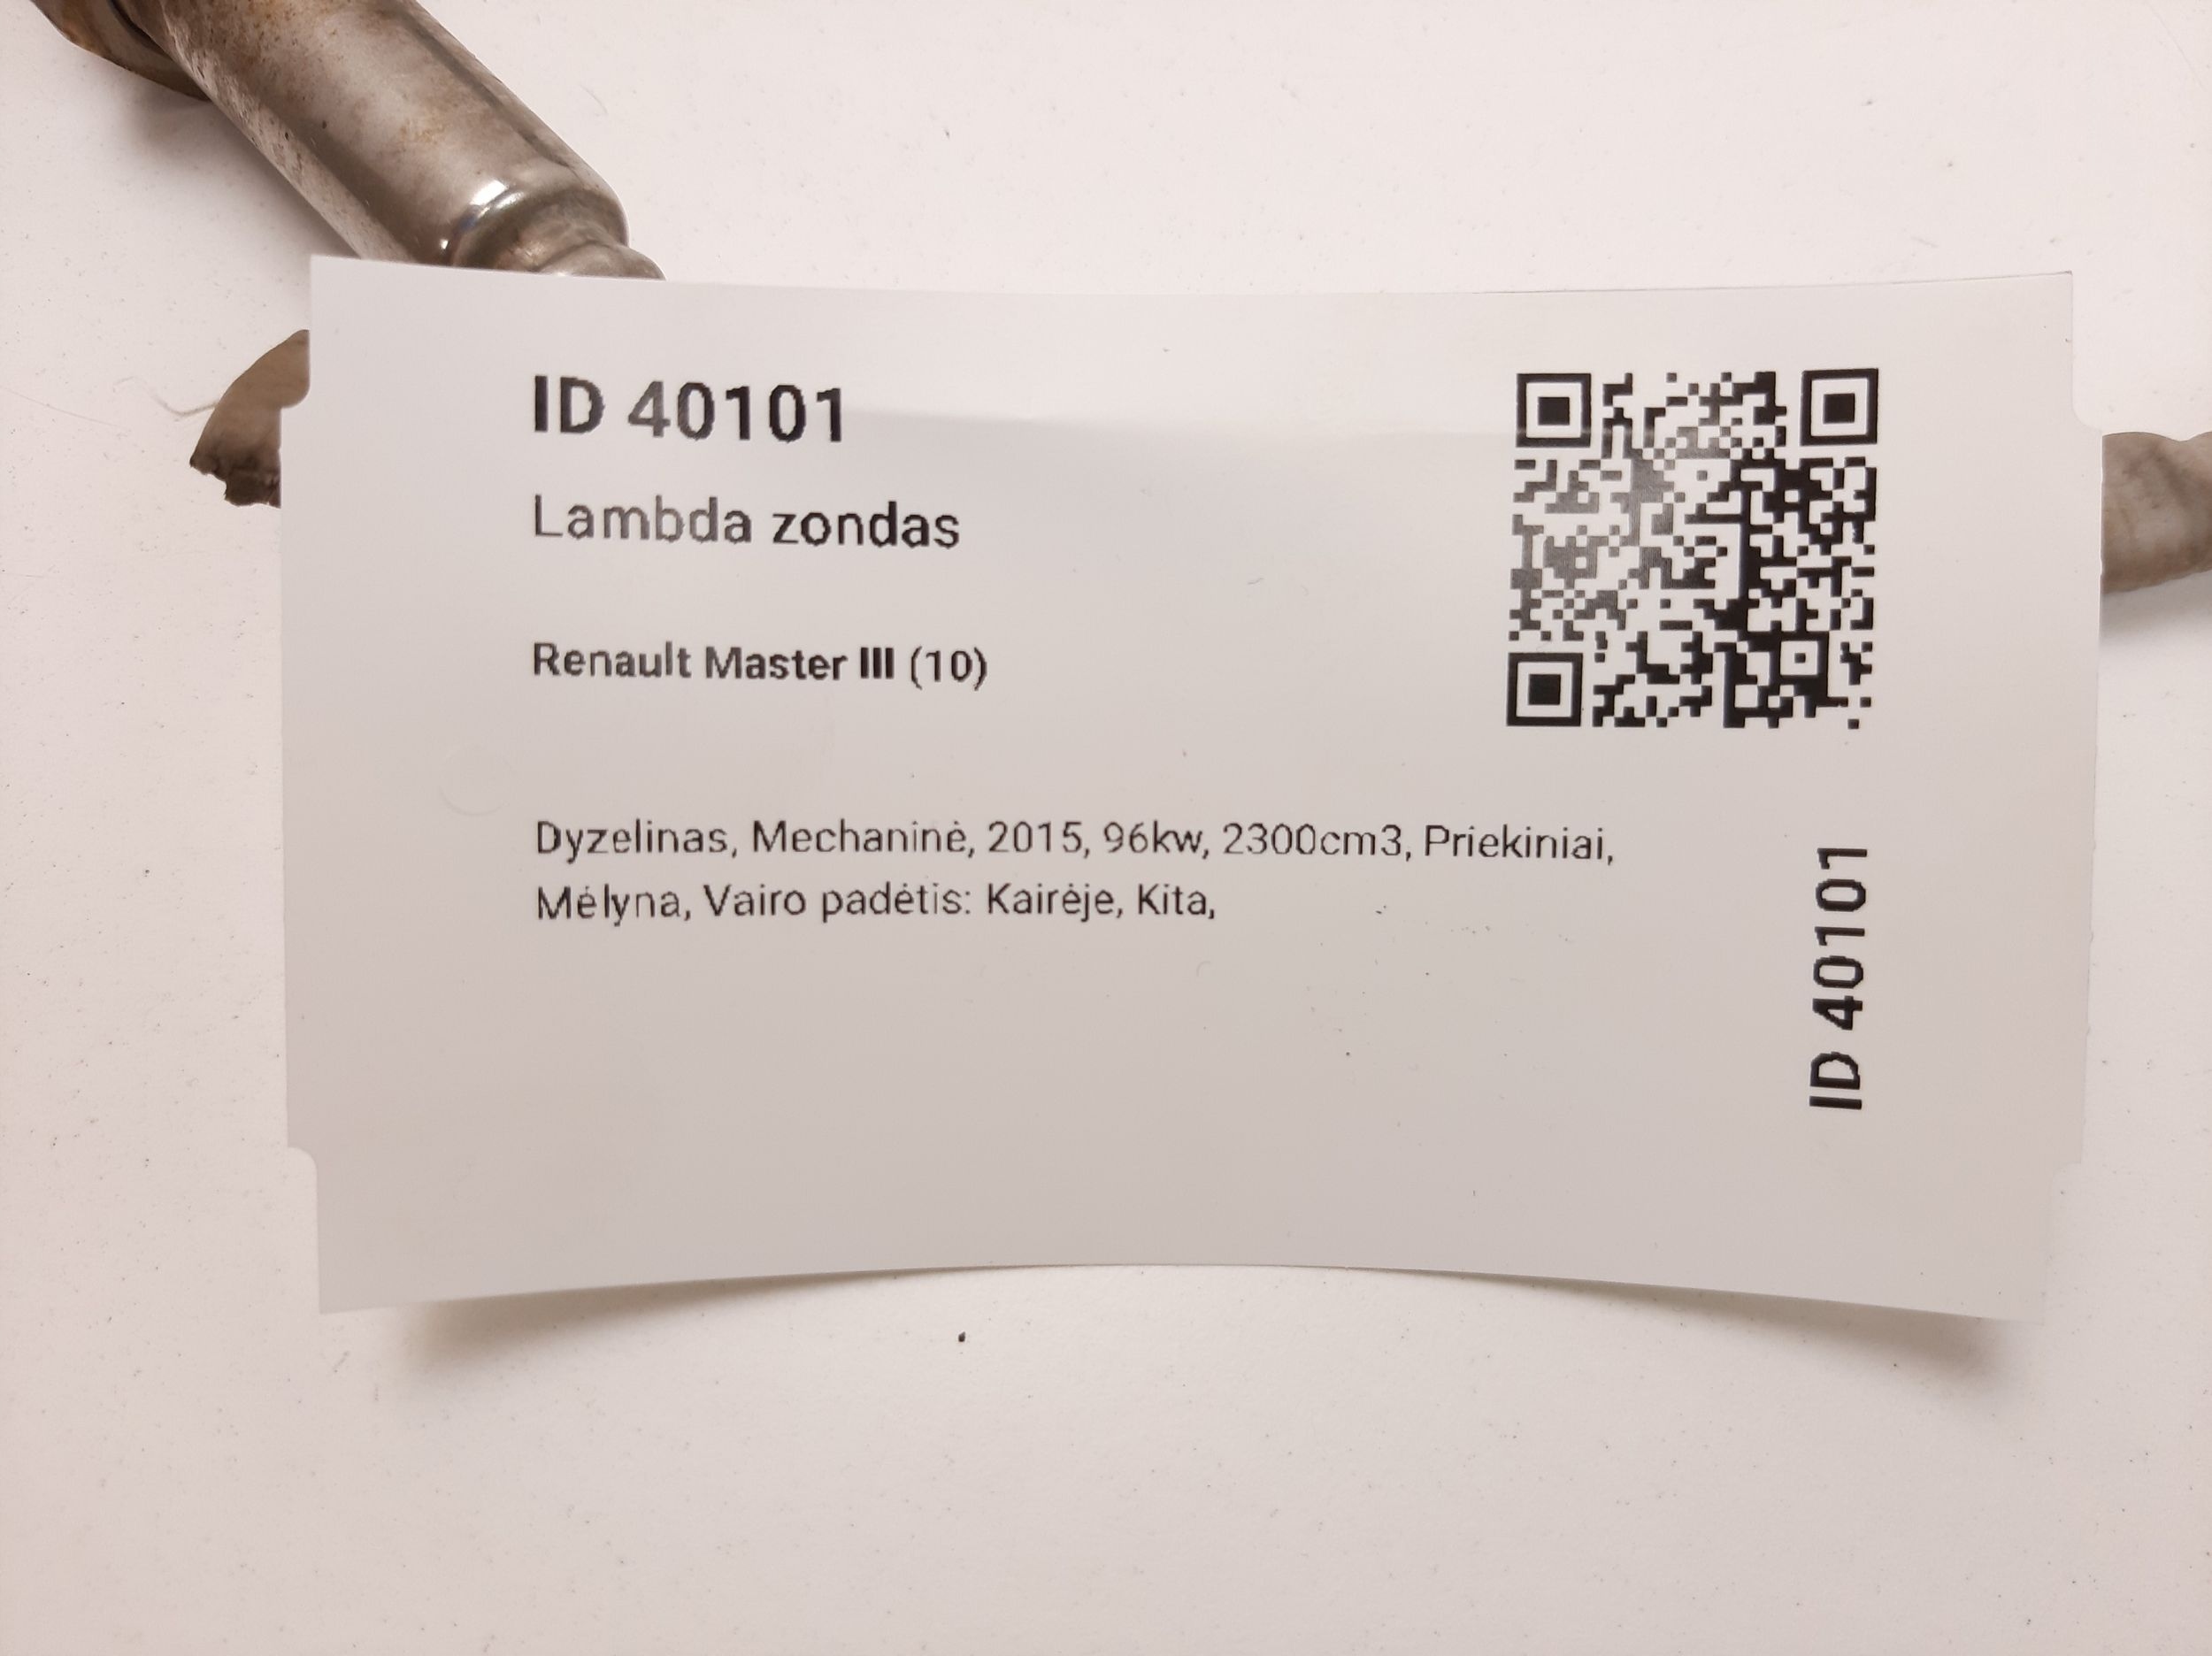 ID 40101
Lambda zondas
Renault Master III (10)
Dyzelinas, Mechaninė, 2015, 96kw, 2300cm3, Priekiniai,
Mėlyna, Vairo padėtis: Kairėje, Kita,
ID 40101